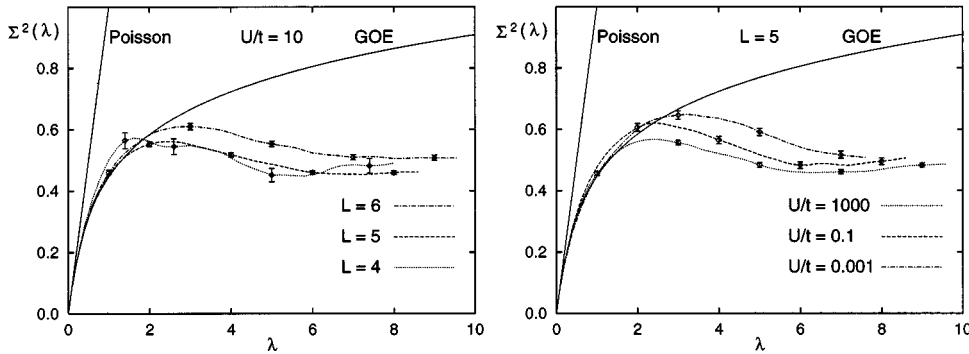 Σ²(λ)
Poisson U/t = 10 GOE
0.8
0.6
0.4
0.2
0.0
L = 6
L = 5
L = 4
0 2 4 6 8 10
λ
Σ²(λ)
Poisson L = 5 GOE
0.8
0.6
0.4
0.2
0.0
U/t = 1000
U/t = 0.1
U/t = 0.001
0 2 4 6 8 10
λ